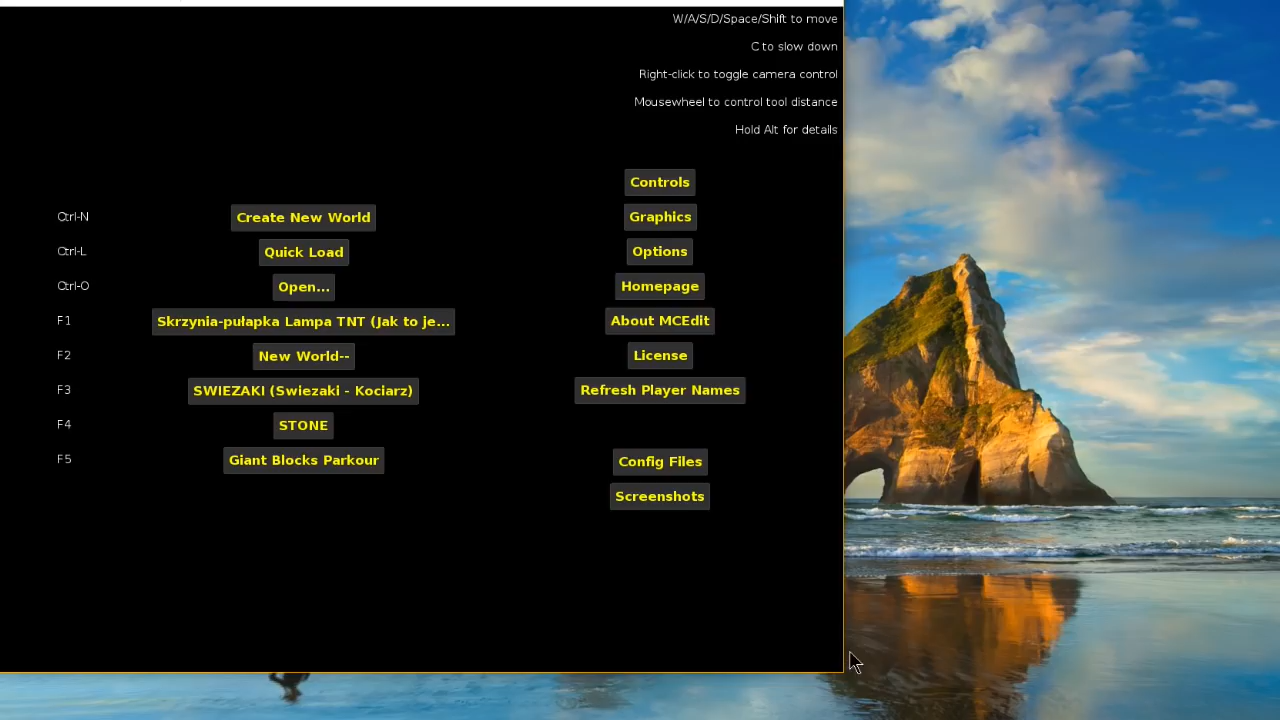 W/A/S/D/Space/Shift to move
C to slow down
Right-click to toggle camera control
Mousewheel to control tool distance
Hold Alt for details
Controls
Ctrl-N Create New World Graphics
Ctrl-L Quick Load Options
Ctrl-O Open... Homepage
F1 Skrzynia-pułapka Lampa TNT (Jak to je... About MCEdit
F2 New World-- License
F3 SWIEZAKI (Swiezaki - Kociarz) Refresh Player Names
F4 STONE
F5 Giant Blocks Parkour Config Files
Screenshots